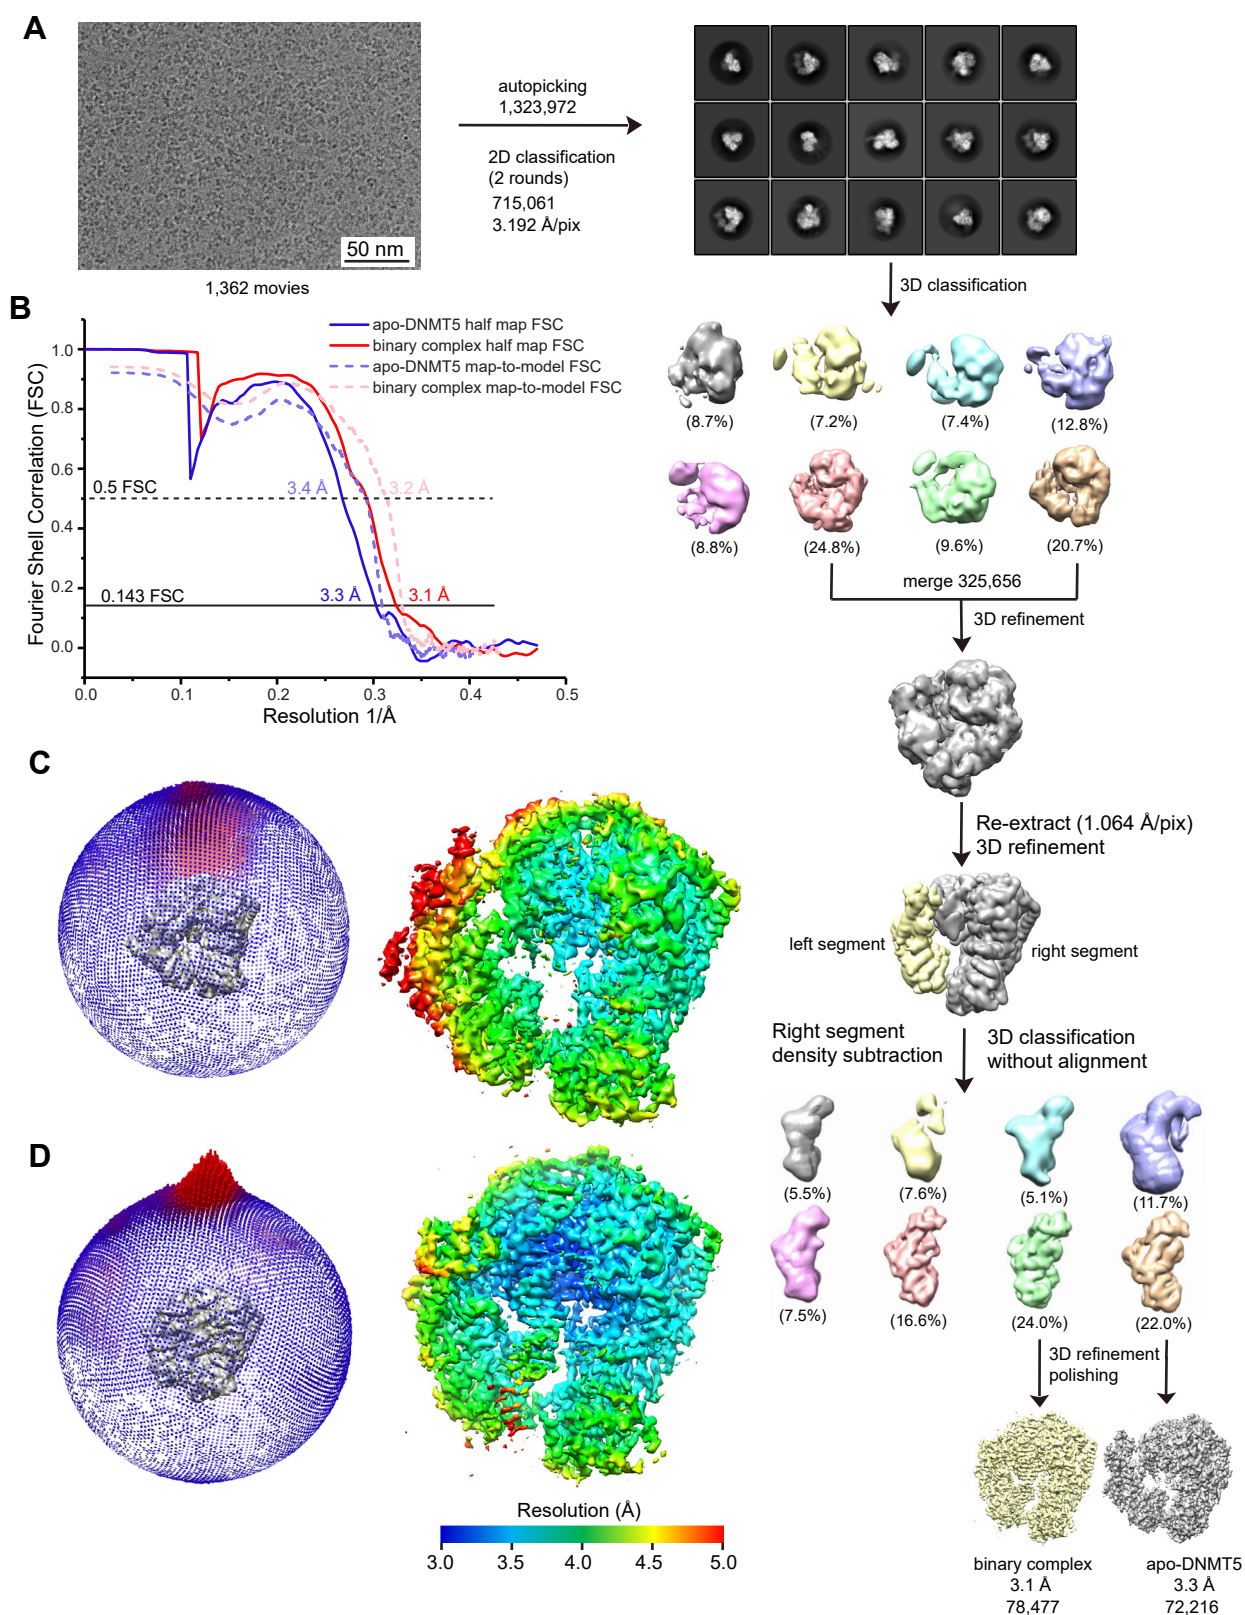 A
50 nm
1,362 movies
autopicking
1,323,972
2D classification
(2 rounds)
715,061
3.192 Å/pix
3D classification
(8.7%)
(7.2%)
(7.4%)
(12.8%)
(8.8%)
(24.8%)
(9.6%)
(20.7%)
merge 325,656
3D refinement
Re-extract (1.064 Å/pix)
3D refinement
left segment
right segment
Right segment
density subtraction
3D classification
without alignment
(5.5%)
(7.6%)
(5.1%)
(11.7%)
(7.5%)
(16.6%)
(24.0%)
(22.0%)
3D refinement
polishing
binary complex
3.1 Å
78,477
apo-DNMT5
3.3 Å
72,216
B
apo-DNMT5 half map FSC
binary complex half map FSC
apo-DNMT5 map-to-model FSC
binary complex map-to-model FSC
Fourier Shell Correlation (FSC)
1.0
0.8
0.6
0.4
0.2
0.0
0.5 FSC
3.4 Å
3.2 Å
0.143 FSC
3.3 Å
3.1 Å
0.0
0.1
0.2
0.3
0.4
0.5
Resolution 1/Å
C
D
Resolution (Å)
3.0
3.5
4.0
4.5
5.0